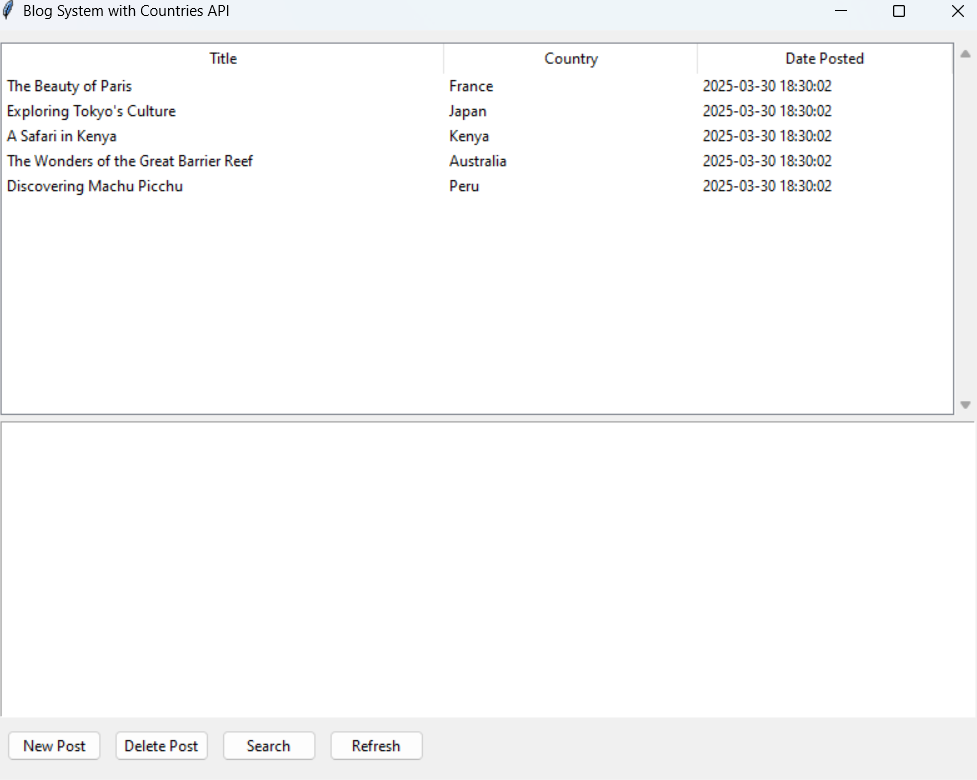 Blog System with Countries API
Title Country Date Posted
The Beauty of Paris France 2025-03-30 18:30:02
Exploring Tokyo's Culture Japan 2025-03-30 18:30:02
A Safari in Kenya Kenya 2025-03-30 18:30:02
The Wonders of the Great Barrier Reef Australia 2025-03-30 18:30:02
Discovering Machu Picchu Peru 2025-03-30 18:30:02
New Post Delete Post Search Refresh